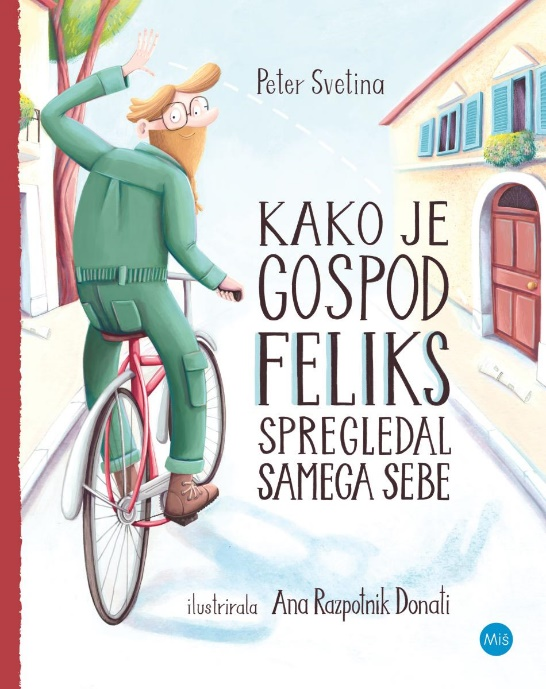 Peter Svetina
KAKO JE
GOSPOD
FELIKS
SPREGLEDAL
SAMEGA SEBE
ilustrirala Ana Razpotnik Donati
Miš